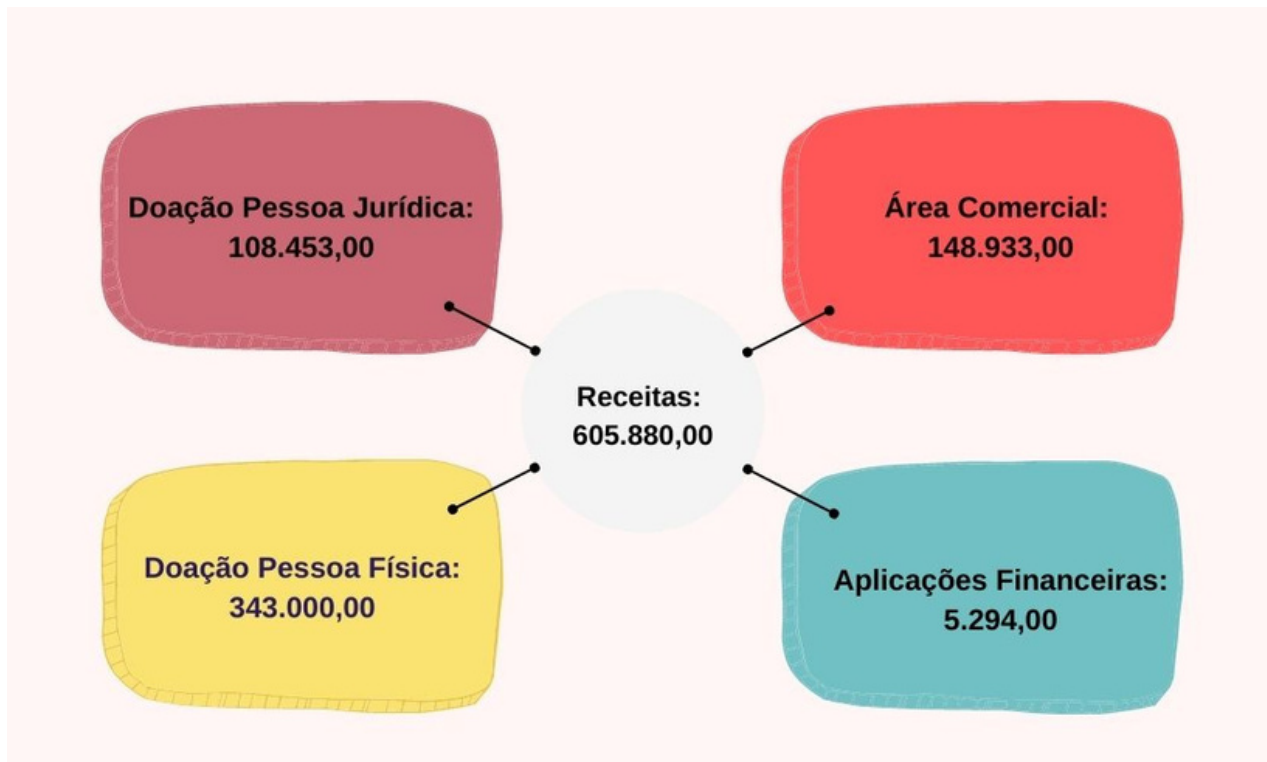 Doação Pessoa Jurídica:
108.453,00
Área Comercial:
148.933,00
Receitas:
605.880,00
Doação Pessoa Física:
343.000,00
Aplicações Financeiras:
5.294,00